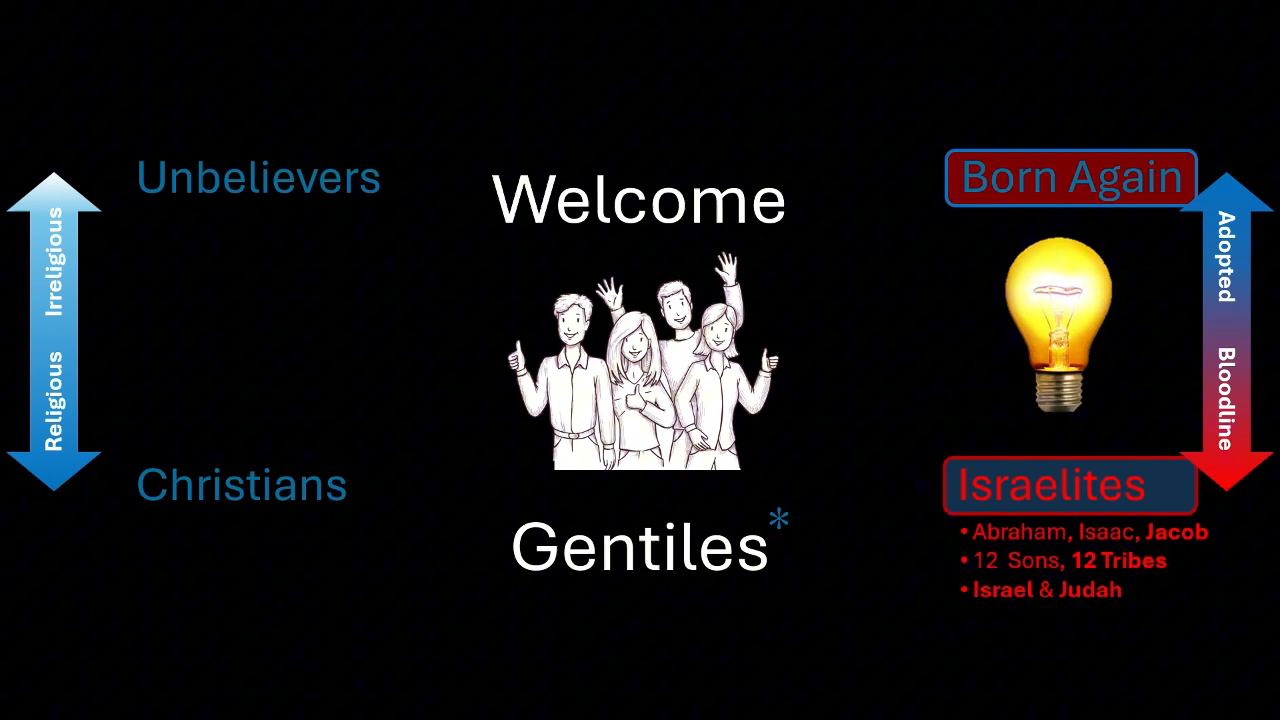 Irreligious
Religious
Unbelievers
Christians
Welcome
Gentiles*
Born Again
Adopted
Bloodline
Israelites
• Abraham, Isaac, Jacob
• 12 Sons, 12 Tribes
• Israel & Judah